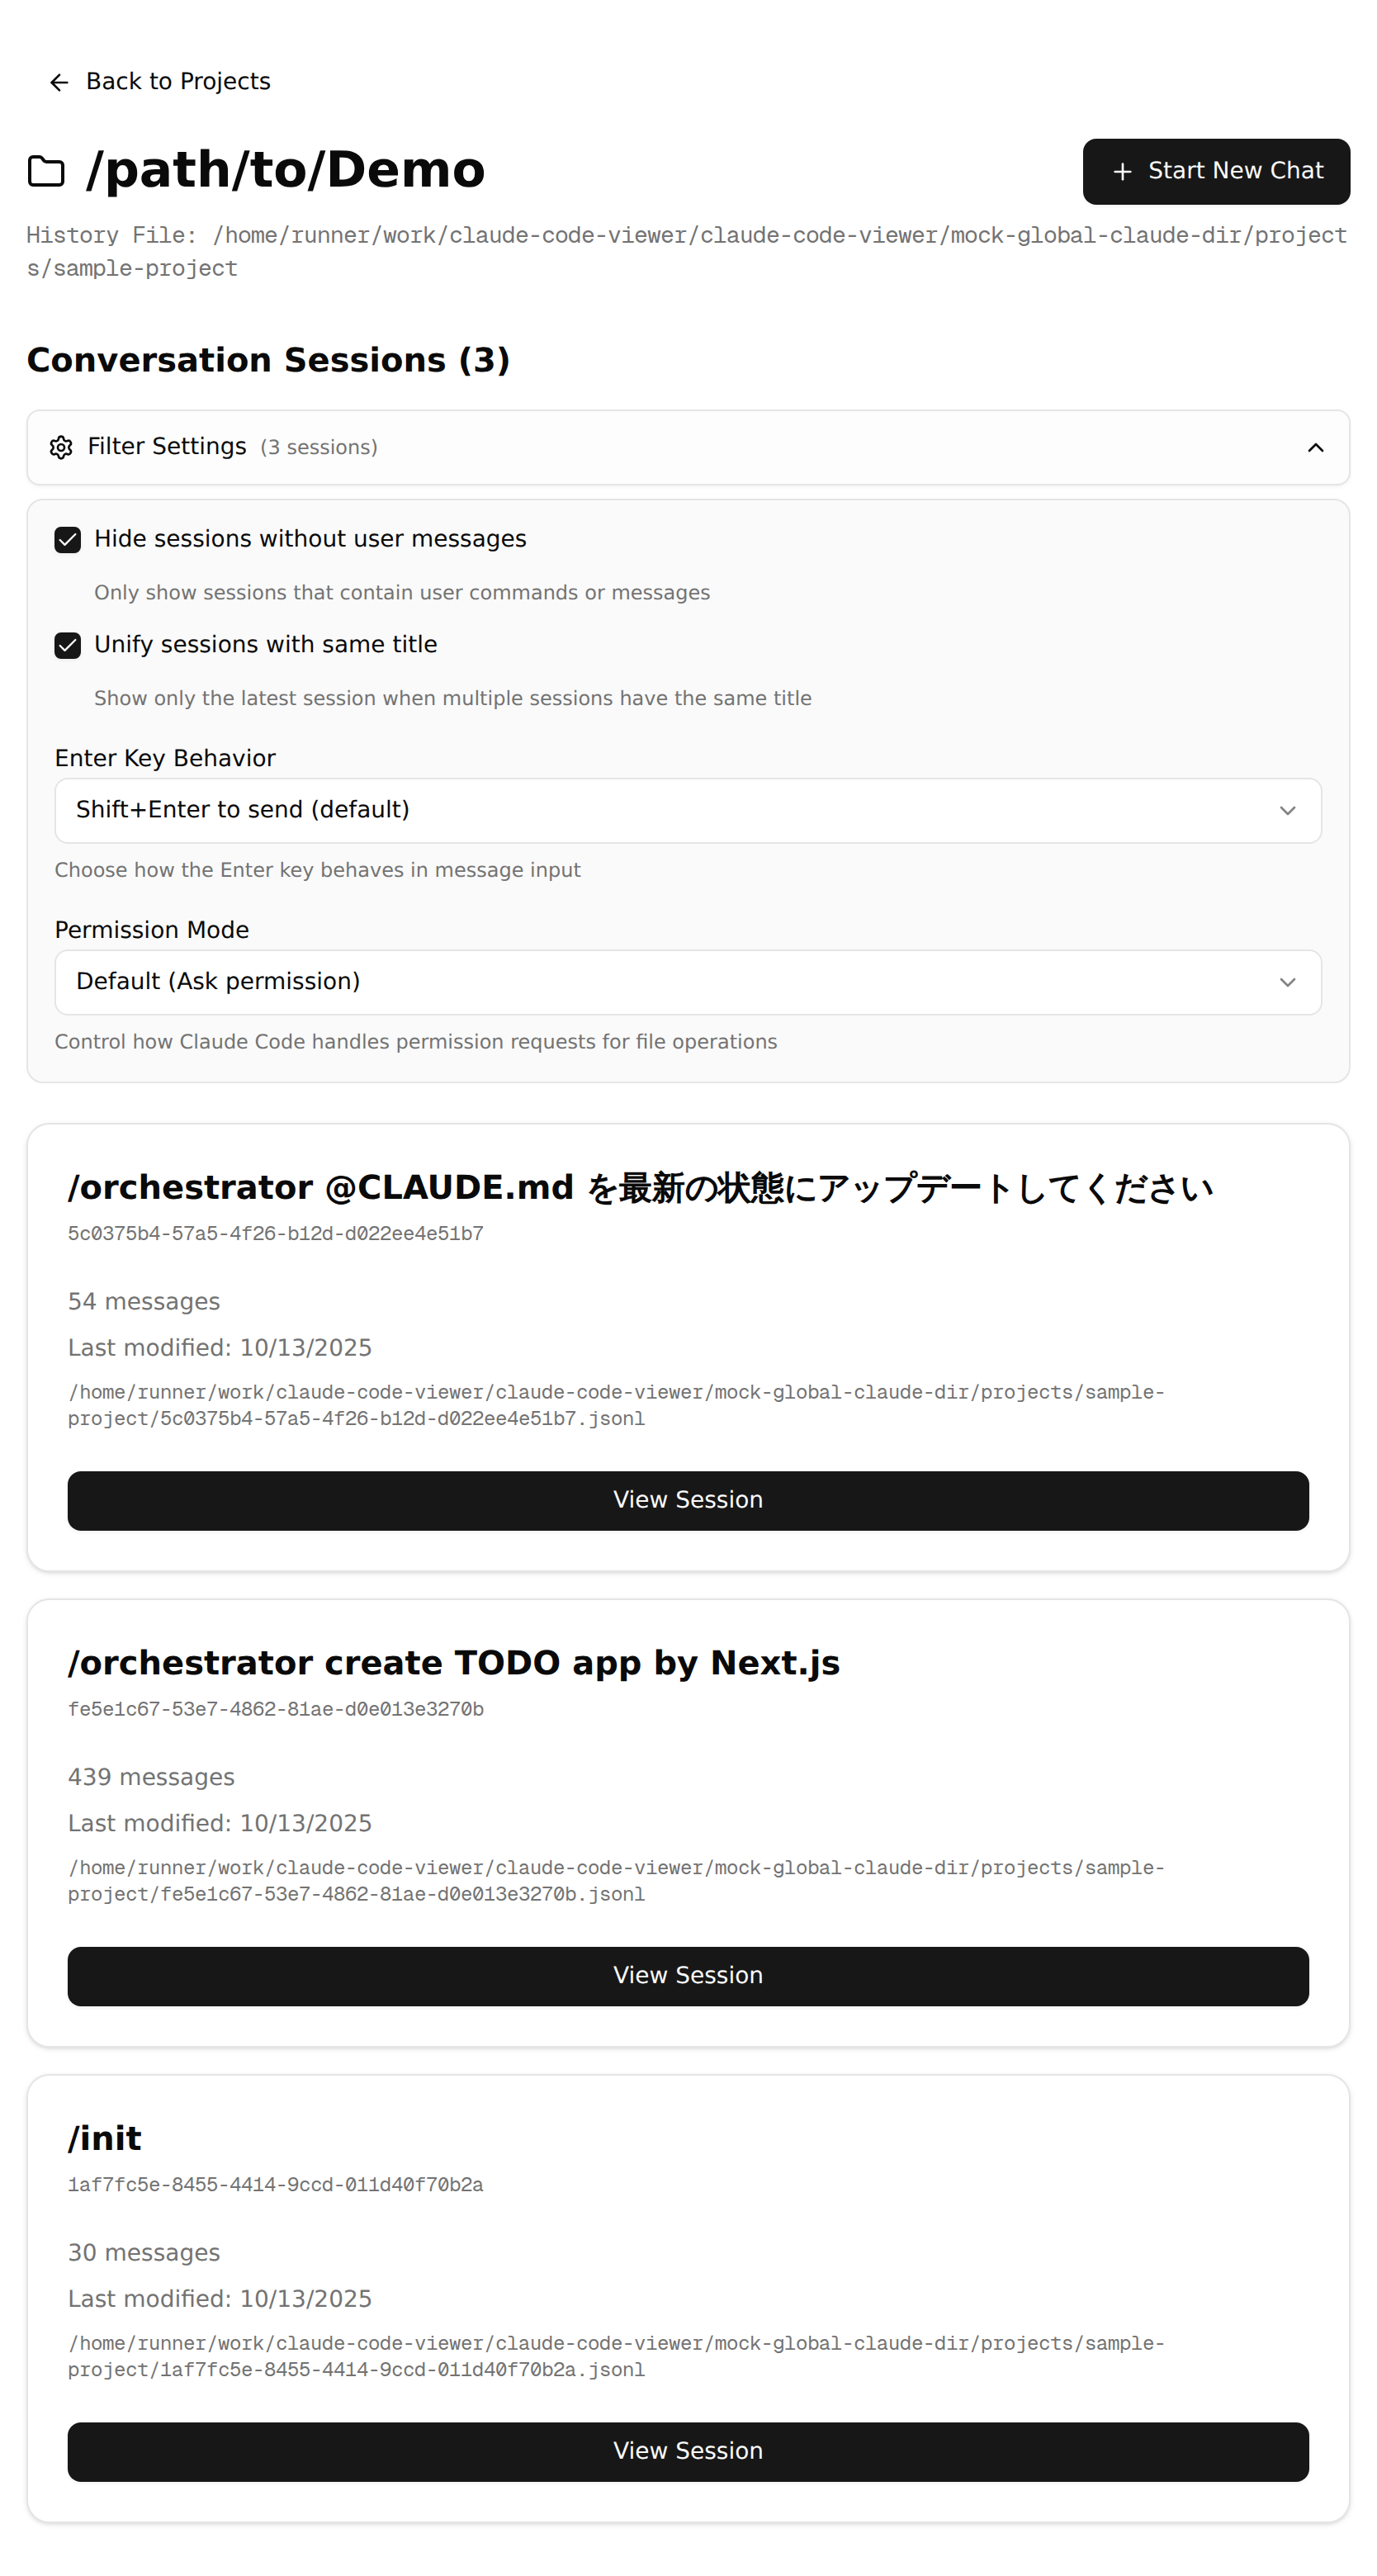 Back to Projects
/path/to/Demo
Start New Chat
History File: /home/runner/work/claude-code-viewer/claude-code-viewer/mock-global-claude-dir/project
s/sample-project
Conversation Sessions (3)
Filter Settings (3 sessions)
Hide sessions without user messages
Only show sessions that contain user commands or messages
Unify sessions with same title
Show only the latest session when multiple sessions have the same title
Enter Key Behavior
Shift+Enter to send (default)
Choose how the Enter key behaves in message input
Permission Mode
Default (Ask permission)
Control how Claude Code handles permission requests for file operations
/orchestrator @CLAUDE.md を最新の状態にアップデートしてください
5c0375b4-57a5-4f26-b12d-d022ee4e51b7
54 messages
Last modified: 10/13/2025
/home/runner/work/claude-code-viewer/claude-code-viewer/mock-global-claude-dir/projects/sample-
project/5c0375b4-57a5-4f26-b12d-d022ee4e51b7.jsonl
View Session
/orchestrator create TODO app by Next.js
fe5e1c67-53e7-4862-81ae-d0e013e3270b
439 messages
Last modified: 10/13/2025
/home/runner/work/claude-code-viewer/claude-code-viewer/mock-global-claude-dir/projects/sample-
project/fe5e1c67-53e7-4862-81ae-d0e013e3270b.jsonl
View Session
/init
1af7fc5e-8455-4414-9ccd-011d40f70b2a
30 messages
Last modified: 10/13/2025
/home/runner/work/claude-code-viewer/claude-code-viewer/mock-global-claude-dir/projects/sample-
project/1af7fc5e-8455-4414-9ccd-011d40f70b2a.jsonl
View Session